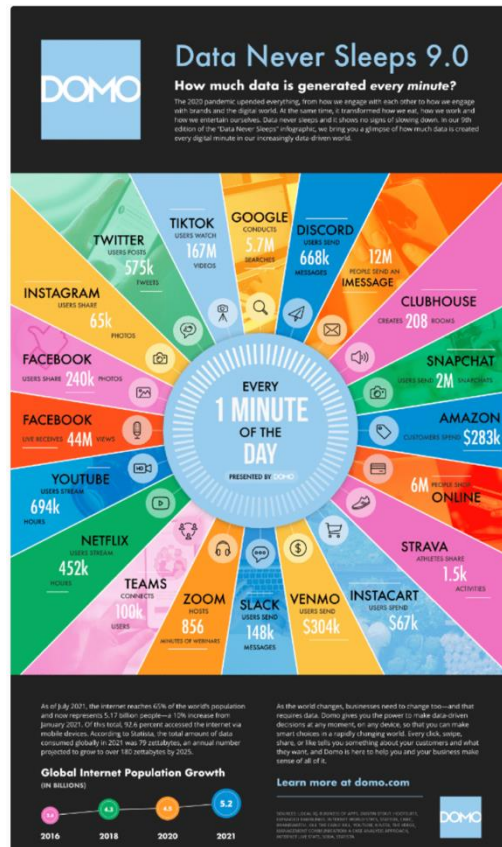 DOMO
Data Never Sleeps 9.0
How much data is generated every minute?
The 2020 pandemic upended everything, from how we engage with each other to how we engage
with brands and the digital world. At the same time, it transformed how we eat, how we work and
how we entertain ourselves. Data never sleeps and it shows no signs of slowing down. In our 9th
edition of the "Data Never Sleeps" infographic, we bring you a glimpse of how much data is created
every digital minute in our increasingly data-driven world.
GOOGLE
CONDUCTS
5.7M
SEARCHES
DISCORD
USERS SEND
668k
MESSAGES
12M
PEOPLE SEND AN
IMESSAGE
CLUBHOUSE
CREATES 208 ROOMS
SNAPCHAT
USERS SEND 2M SNAPCHATS
AMAZON
CUSTOMERS SPEND $283k
6M PEOPLE SHOP
ONLINE
STRAVA
ATHLETES SHARE
1.5k
ACTIVITIES
INSTACART
USERS SPEND
$67k
VENMO
USERS SEND
$304k
SLACK
USERS SEND
148k
MESSAGES
ZOOM
HOSTS
856
MINUTES OF WEBINARS
TEAMS
CONNECTS
100k
USERS
NETFLIX
USERS STREAM
452k
HOURS
YOUTUBE
USERS STREAM
694k
HOURS
FACEBOOK
LIVE RECEIVES 44M VIEWS
FACEBOOK
USERS SHARE 240k PHOTOS
INSTAGRAM
USERS SHARE
65k
PHOTOS
TWITTER
USERS POSTS
575k
TWEETS
TIKTOK
USERS WATCH
167M
VIDEOS
EVERY
1 MINUTE
OF THE
DAY
PRESENTED BY DOMO
As of July 2021, the internet reaches 65% of the world's population
and now represents 5.17 billion people—a 10% increase from
January 2021. Of this total, 92.6 percent accessed the internet via
mobile devices. According to Statista, the total amount of data
consumed globally in 2021 was 79 zettabytes, an annual number
projected to grow to over 180 zettabytes by 2025.
Global Internet Population Growth
(IN BILLIONS)
5.2
2016
2018
2020
2021
As the world changes, businesses need to change too—and that
requires data. Domo gives you the power to make data-driven
decisions at any moment, on any device, so that you can make
smart choices in a rapidly changing world. Every click, swipe,
share, or like tells you something about your customers and what
they want, and Domo is here to help you and your business make
sense of all of it.
Learn more at domo.com
DOMO